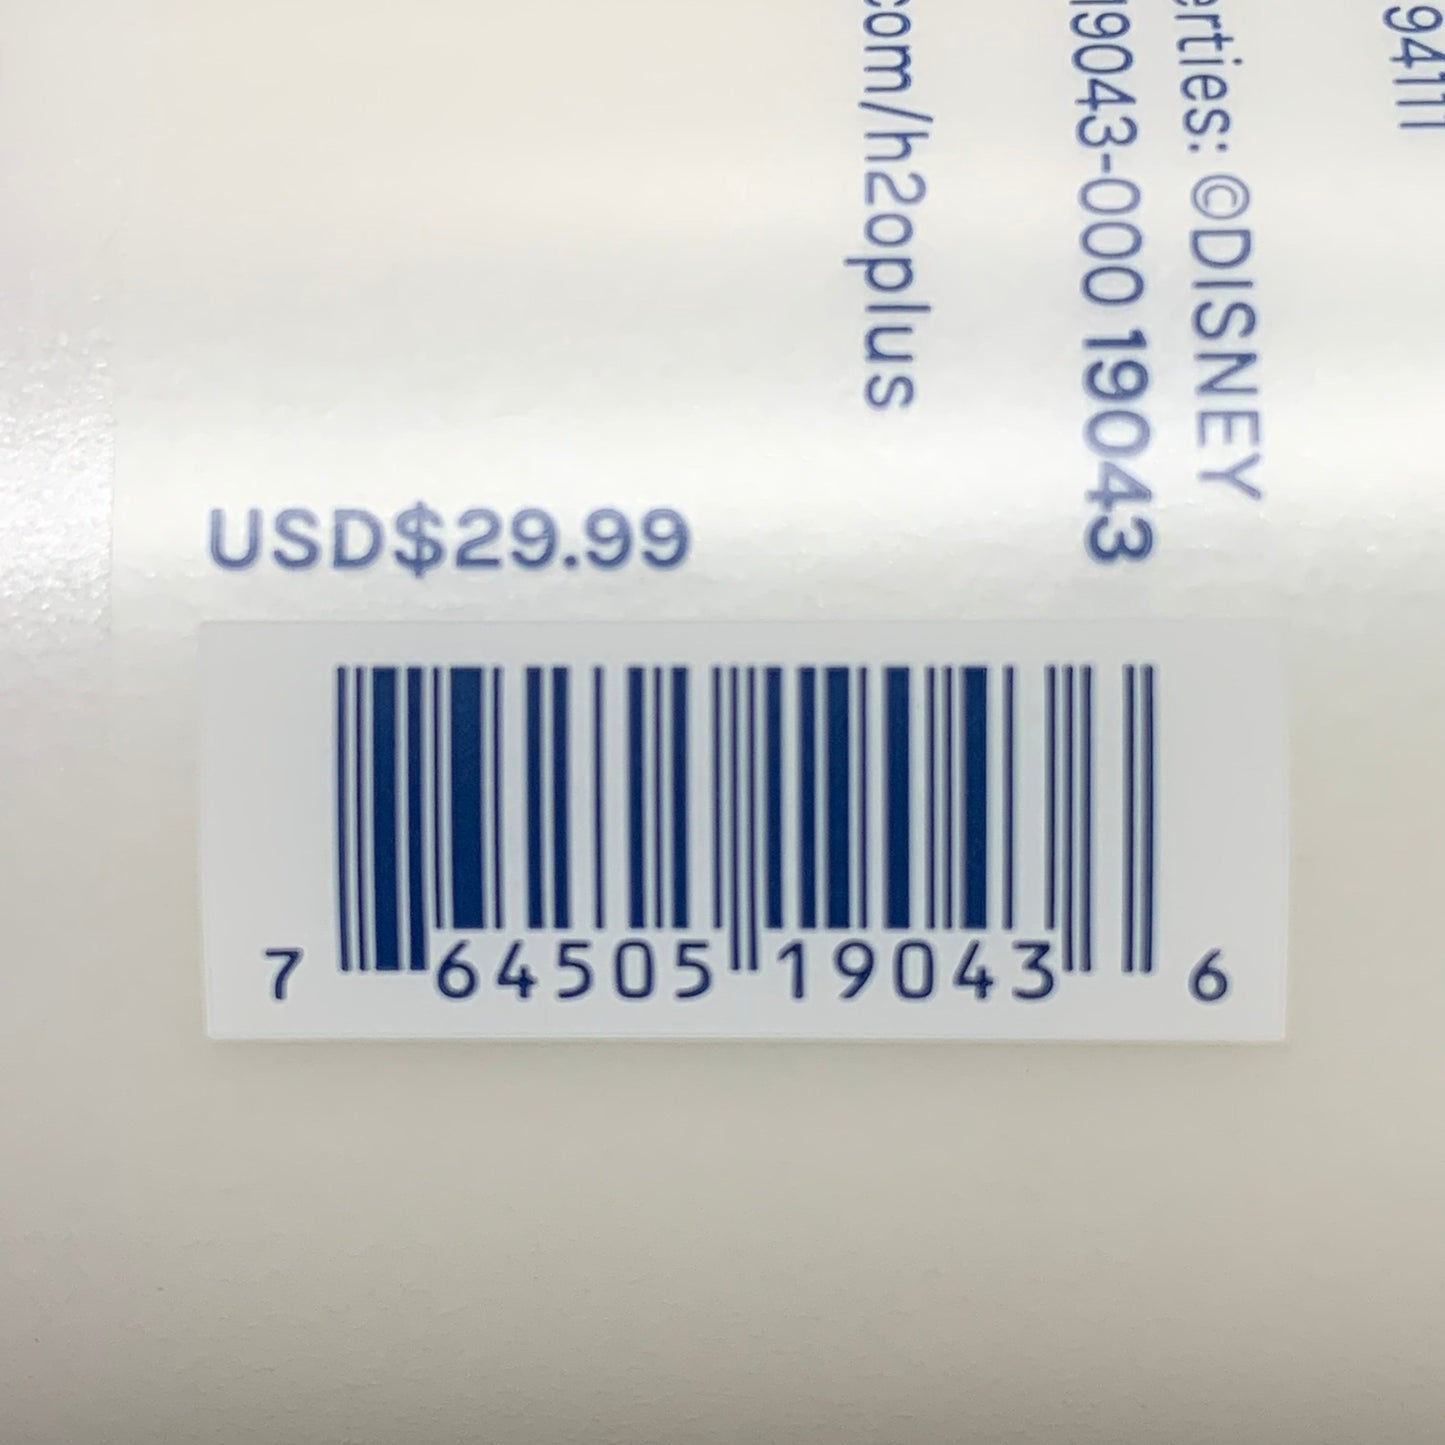 94111
erties: ©DISNEY
19043-000 19043
com/h2oplus
USD$29.99
7 64505 19043 6